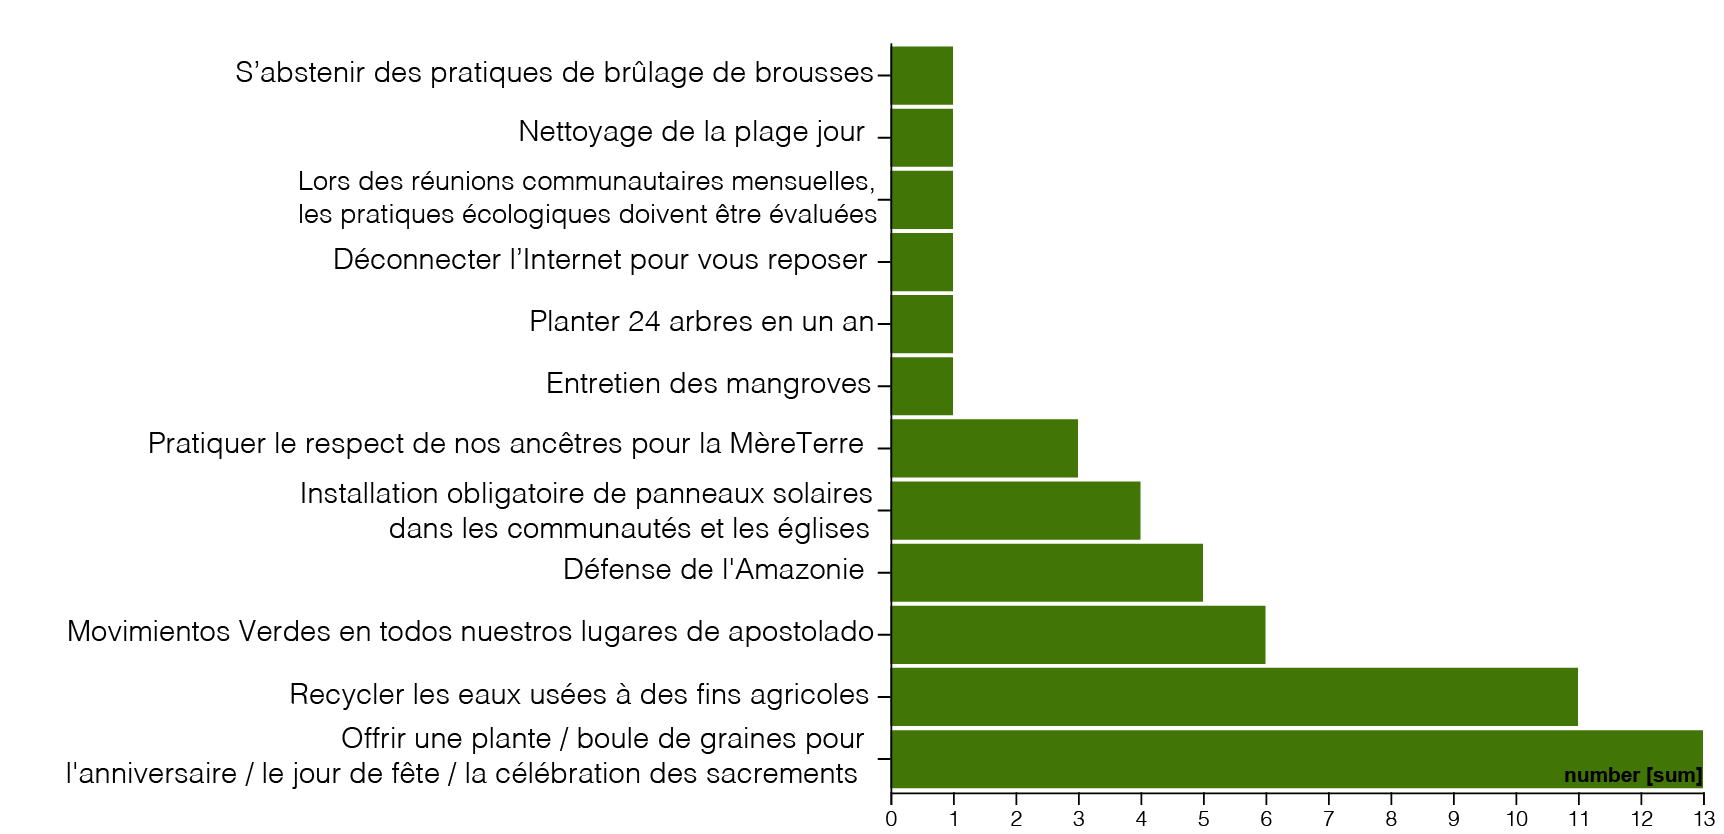 S’abstenir des pratiques de brûlage de brousses
Nettoyage de la plage jour
Lors des réunions communautaires mensuelles,
les pratiques écologiques doivent être évaluées
Déconnecter l’Internet pour vous reposer
Planter 24 arbres en un an
Entretien des mangroves
Pratiquer le respect de nos ancêtres pour la MèreTerre
Installation obligatoire de panneaux solaires
dans les communautés et les églises
Défense de l'Amazonie
Movimientos Verdes en todos nuestros lugares de apostolado
Recycler les eaux usées à des fins agricoles
Offrir une plante / boule de graines pour
l'anniversaire / le jour de fête / la célébration des sacrements
number [sum]
0 1 2 3 4 5 6 7 8 9 10 11 12 13